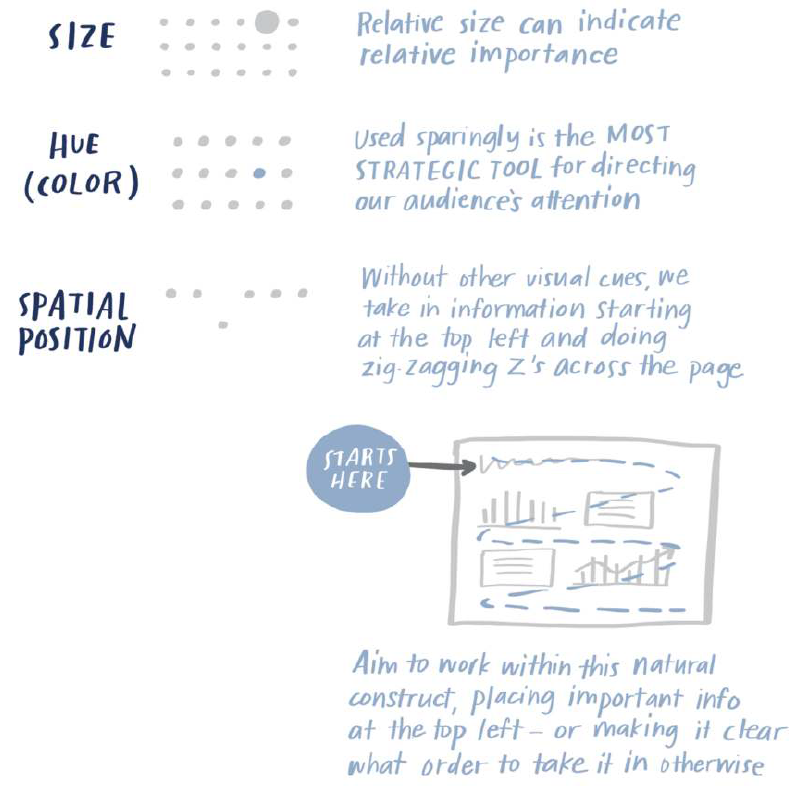 SIZE
Relative size can indicate
relative importance
HUE
(COLOR)
Used sparingly is the MOST
STRATEGIC TOOL for directing
our audience's attention
SPATIAL
POSITION
Without other visual cues, we
take in information starting
at the top left and doing
zig-zagging Z's across the page
STARTS
HERE
Aim to work within this natural
construct, placing important info
at the top left – or making it clear
what order to take it in otherwise